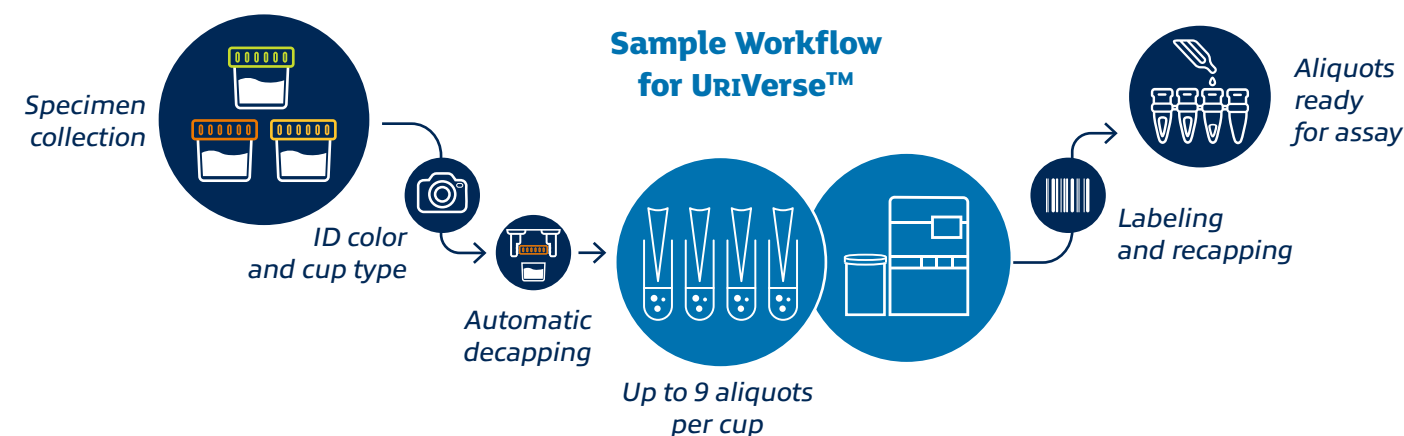 Sample Workflow
for URIVerse™
Specimen
collection
ID color
and cup type
Automatic
decapping
Up to 9 aliquots
per cup
Labeling
and recapping
Aliquots
ready
for assay